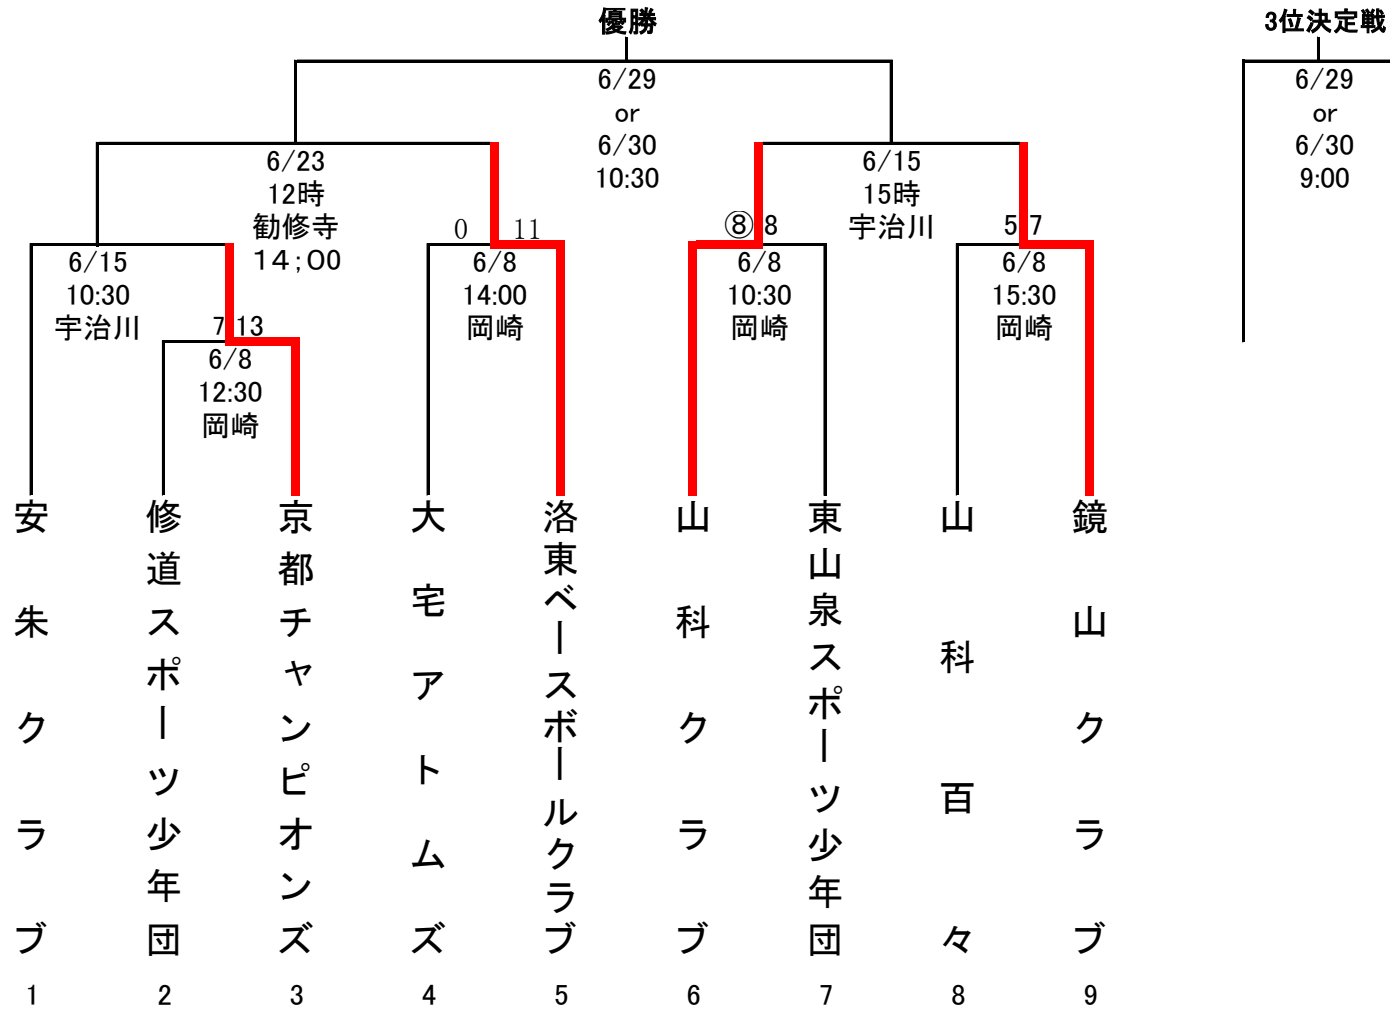 優勝
3位決定戦
6/29
or
6/30
10:30
6/29
or
6/30
9:00
6/23
12時
勧修寺
14;00
6/15
15時
宇治川
0 11
⑧ 8
5 7
6/15
10:30
宇治川
6/8
14:00
岡崎
6/8
10:30
岡崎
6/8
15:30
岡崎
7 13
6/8
12:30
岡崎
安朱クラブ
修道スポーツ少年団
京都チャンピオンズ
大宅アトムズ
洛東ベースボールクラブ
山科クラブ
東山泉スポーツ少年団
山科百々
鏡山クラブ
1 2 3 4 5 6 7 8 9